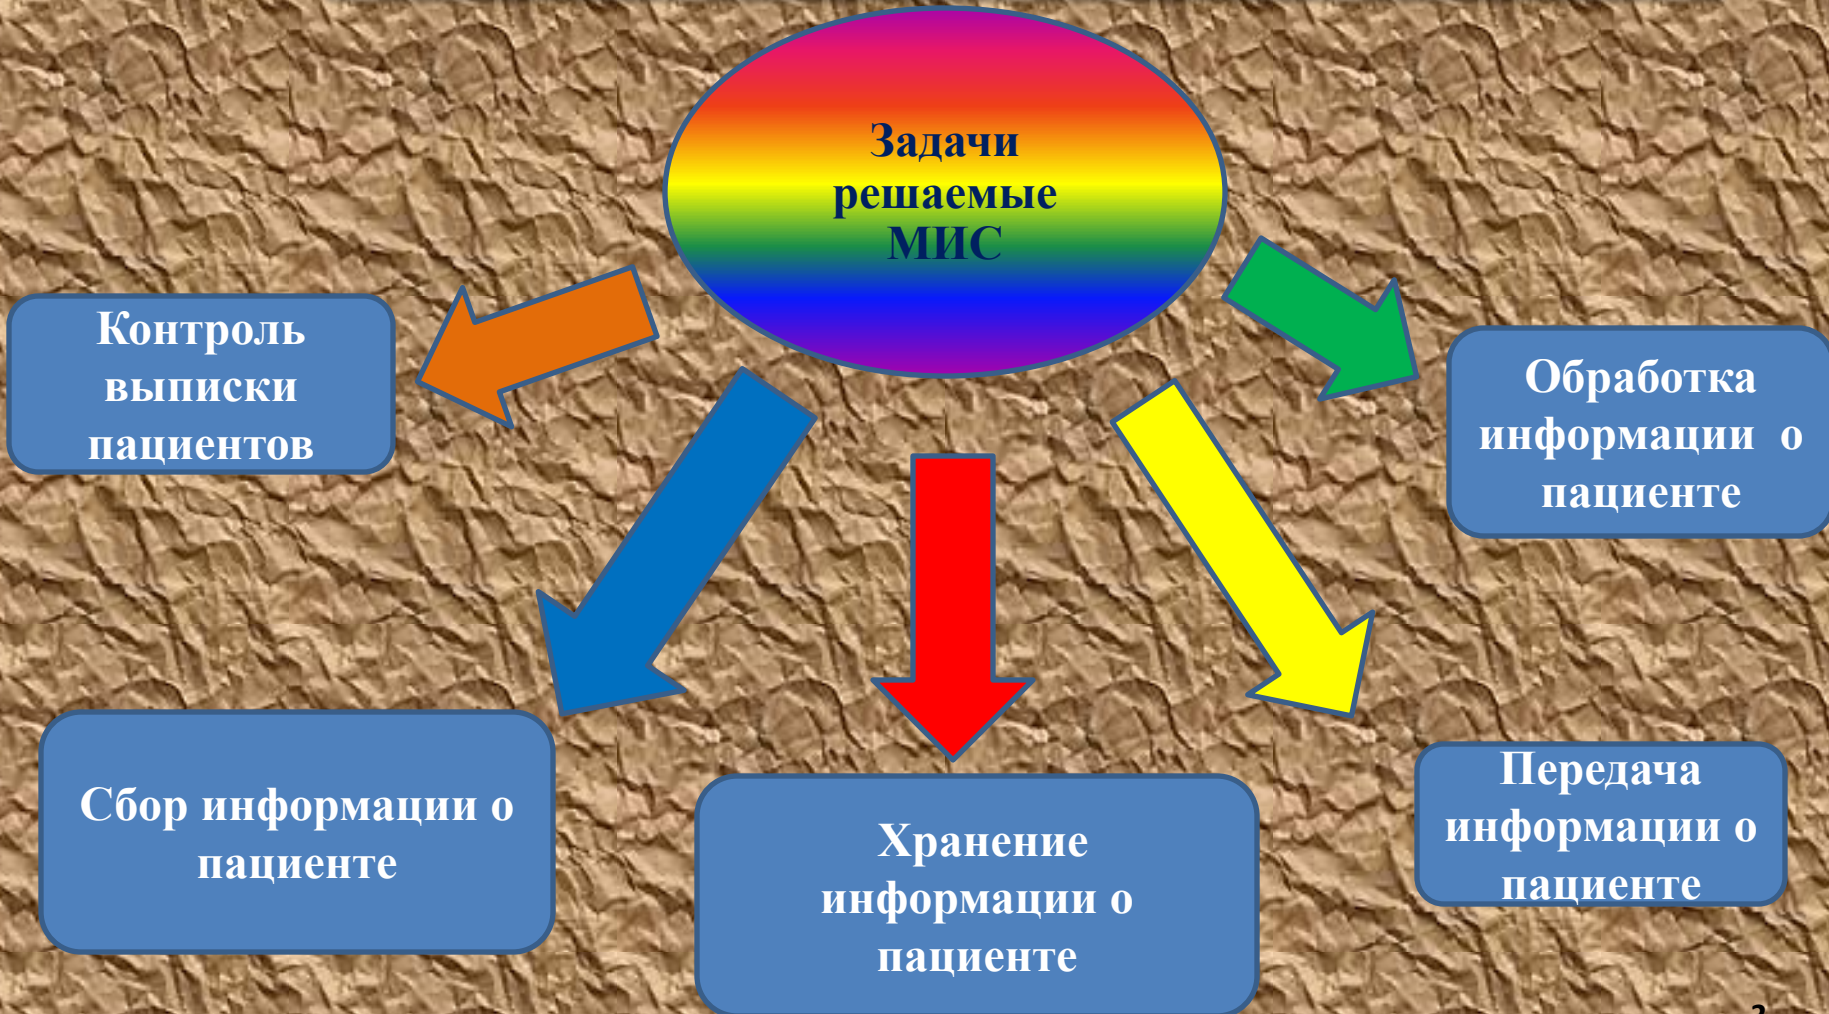 Задачи
решаемые
МИС
Контроль
выписки
пациентов
Обработка
информации о
пациенте
Сбор информации о
пациенте
Хранение
информации о
пациенте
Передача
информации о
пациенте